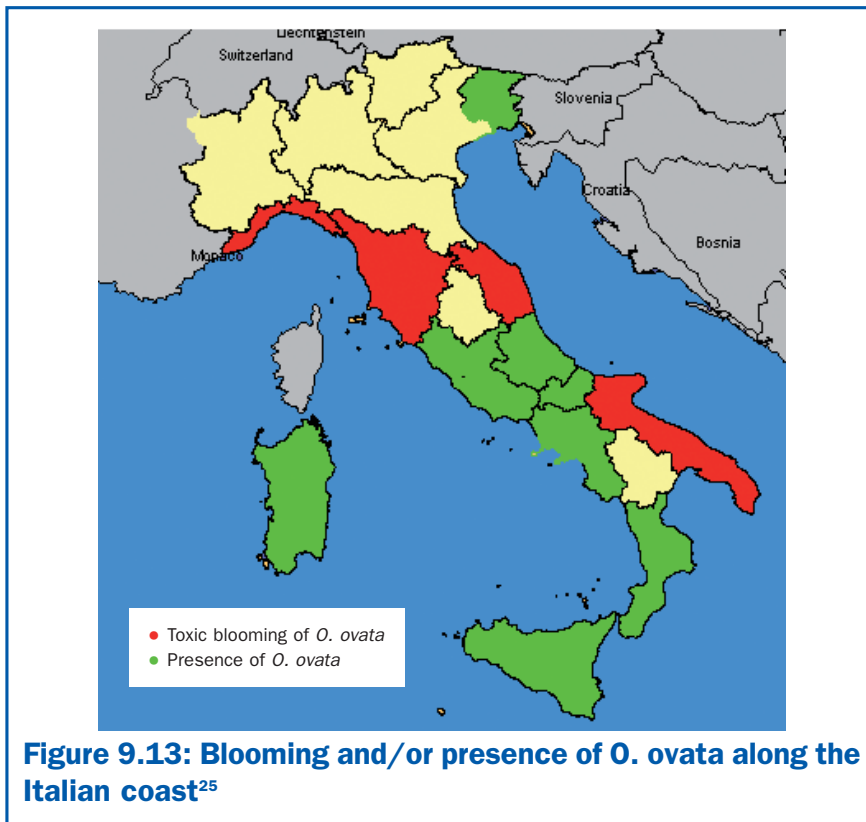 Liechtenstein
Switzerland
Slovenia
Croatia
Bosnia
Monaco
● Toxic blooming of O. ovata
● Presence of O. ovata
Figure 9.13: Blooming and/or presence of O. ovata along the
Italian coast²⁵